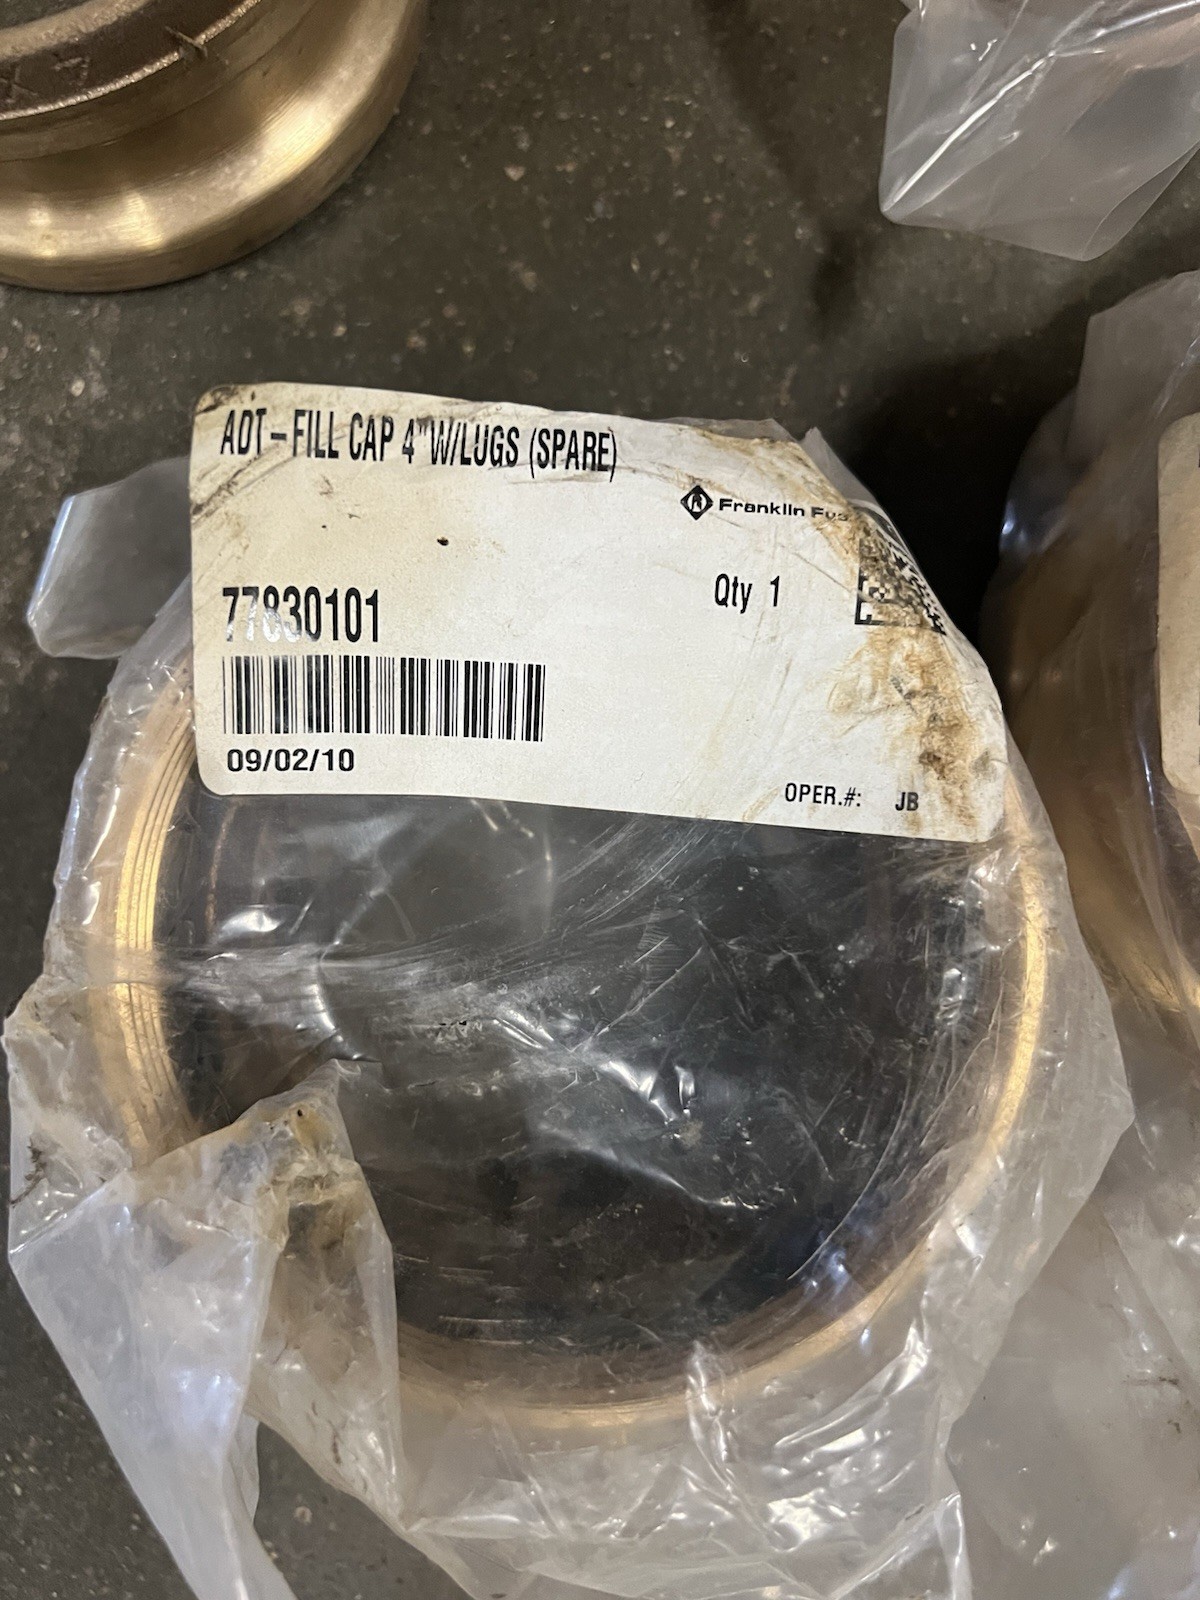 ADT - FILL CAP 4" W/LUGS (SPARE)
Franklin
77830101
Qty 1
09/02/10
OPER.#: JB